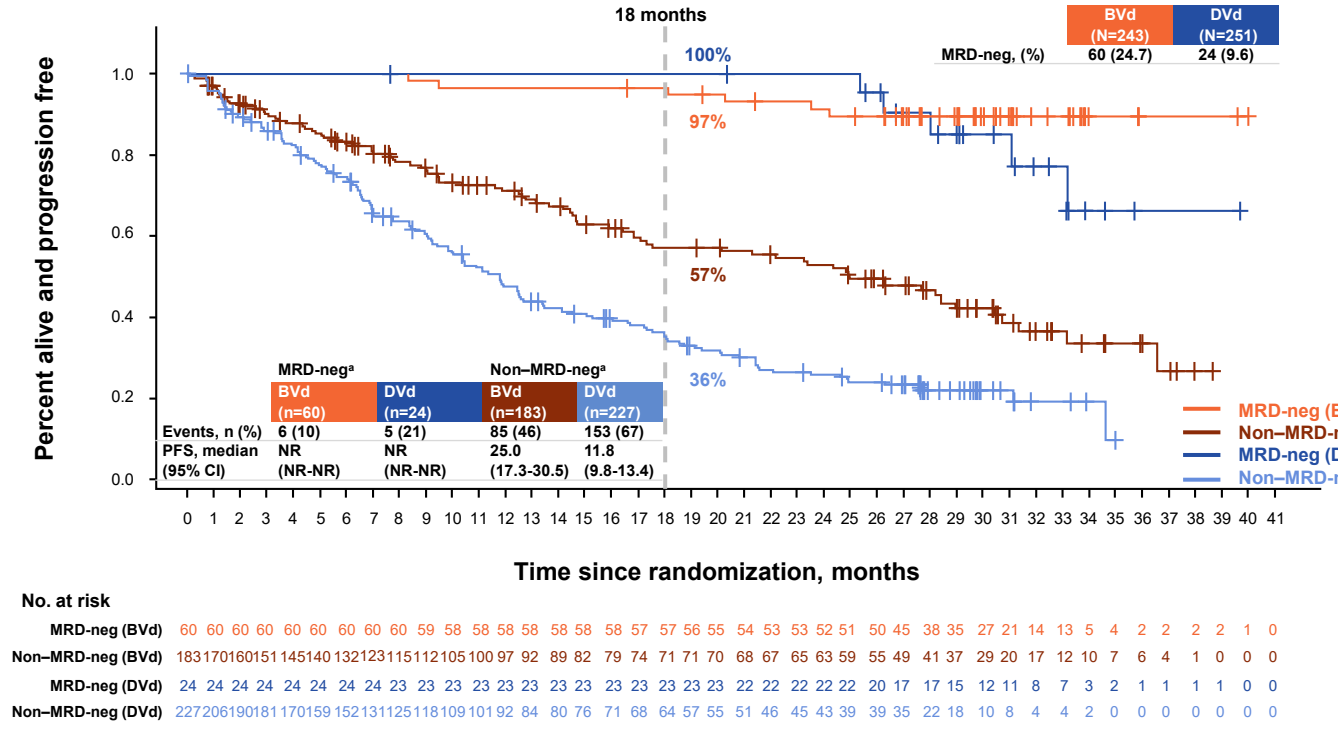 18 months
BVd DVd
(N=243) (N=251)
MRD-neg, (%) 60 (24.7) 24 (9.6)
Percent alive and progression free
1.0
0.8
0.6
0.4
0.2
0.0
100%
97%
57%
36%
MRD-negᵃ Non–MRD-negᵃ
BVd DVd BVd DVd
(n=60) (n=24) (n=183) (n=227)
Events, n (%) 6 (10) 5 (21) 85 (46) 153 (67)
PFS, median NR NR 25.0 11.8
(95% CI) (NR-NR) (NR-NR) (17.3-30.5) (9.8-13.4)
MRD-neg (B
Non–MRD-n
MRD-neg (D
Non–MRD-n
0 1 2 3 4 5 6 7 8 9 10 11 12 13 14 15 16 17 18 19 20 21 22 23 24 25 26 27 28 29 30 31 32 33 34 35 36 37 38 39 40 41
Time since randomization, months
No. at risk
MRD-neg (BVd) 60 60 60 60 60 60 60 60 60 59 58 58 58 58 58 58 58 57 57 56 55 54 53 53 52 51 50 45 38 35 27 21 14 13 5 4 2 2 2 2 1 0
Non–MRD-neg (BVd) 183 170 160 151 145 140 132 123 115 112 105 100 97 92 89 82 79 74 71 71 70 68 67 65 63 59 55 49 41 37 29 20 17 12 10 7 6 4 1 0 0 0
MRD-neg (DVd) 24 24 24 24 24 24 24 24 23 23 23 23 23 23 23 23 23 23 23 23 23 22 22 22 22 22 20 17 17 15 12 11 8 7 3 2 1 1 1 1 0 0
Non–MRD-neg (DVd) 227 206 190 181 170 159 152 131 125 118 109 101 92 84 80 76 71 68 64 57 55 51 46 45 43 39 39 35 22 18 10 8 4 4 2 0 0 0 0 0 0 0